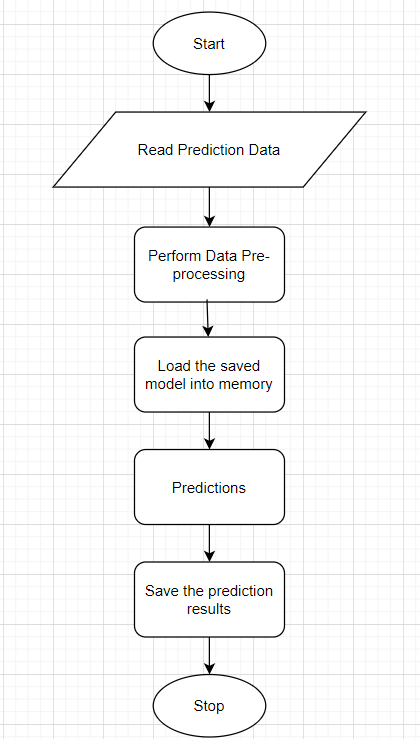 Start
Read Prediction Data
Perform Data Pre-
processing
Load the saved
model into memory
Predictions
Save the prediction
results
Stop